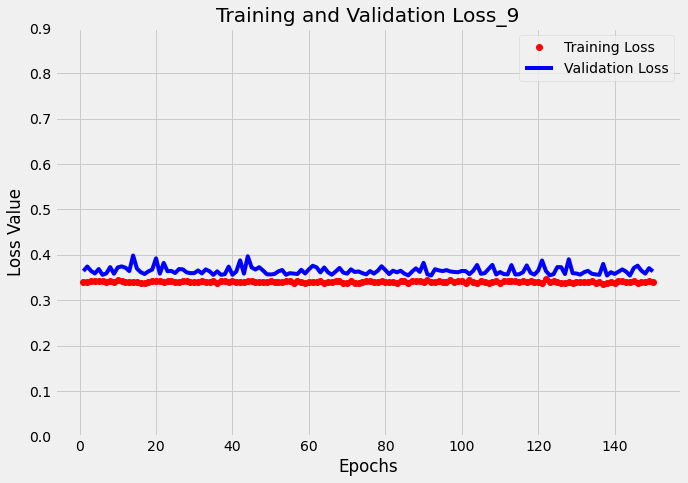 Training and Validation Loss_9
Training Loss
Validation Loss
Loss Value
0.9
0.8
0.7
0.6
0.5
0.4
0.3
0.2
0.1
0.0
0 20 40 60 80 100 120 140
Epochs